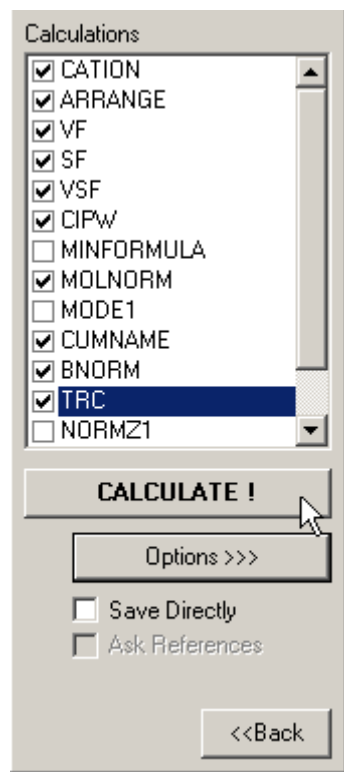 Calculations
CATION
ARRANGE
VF
SF
VSF
CIPW
MINFORMULA
MOLNORM
MODE1
CUMNAME
BNORM
TRC
NORMZ1
CALCULATE !
Options >>>
Save Directly
Ask References
<<Back